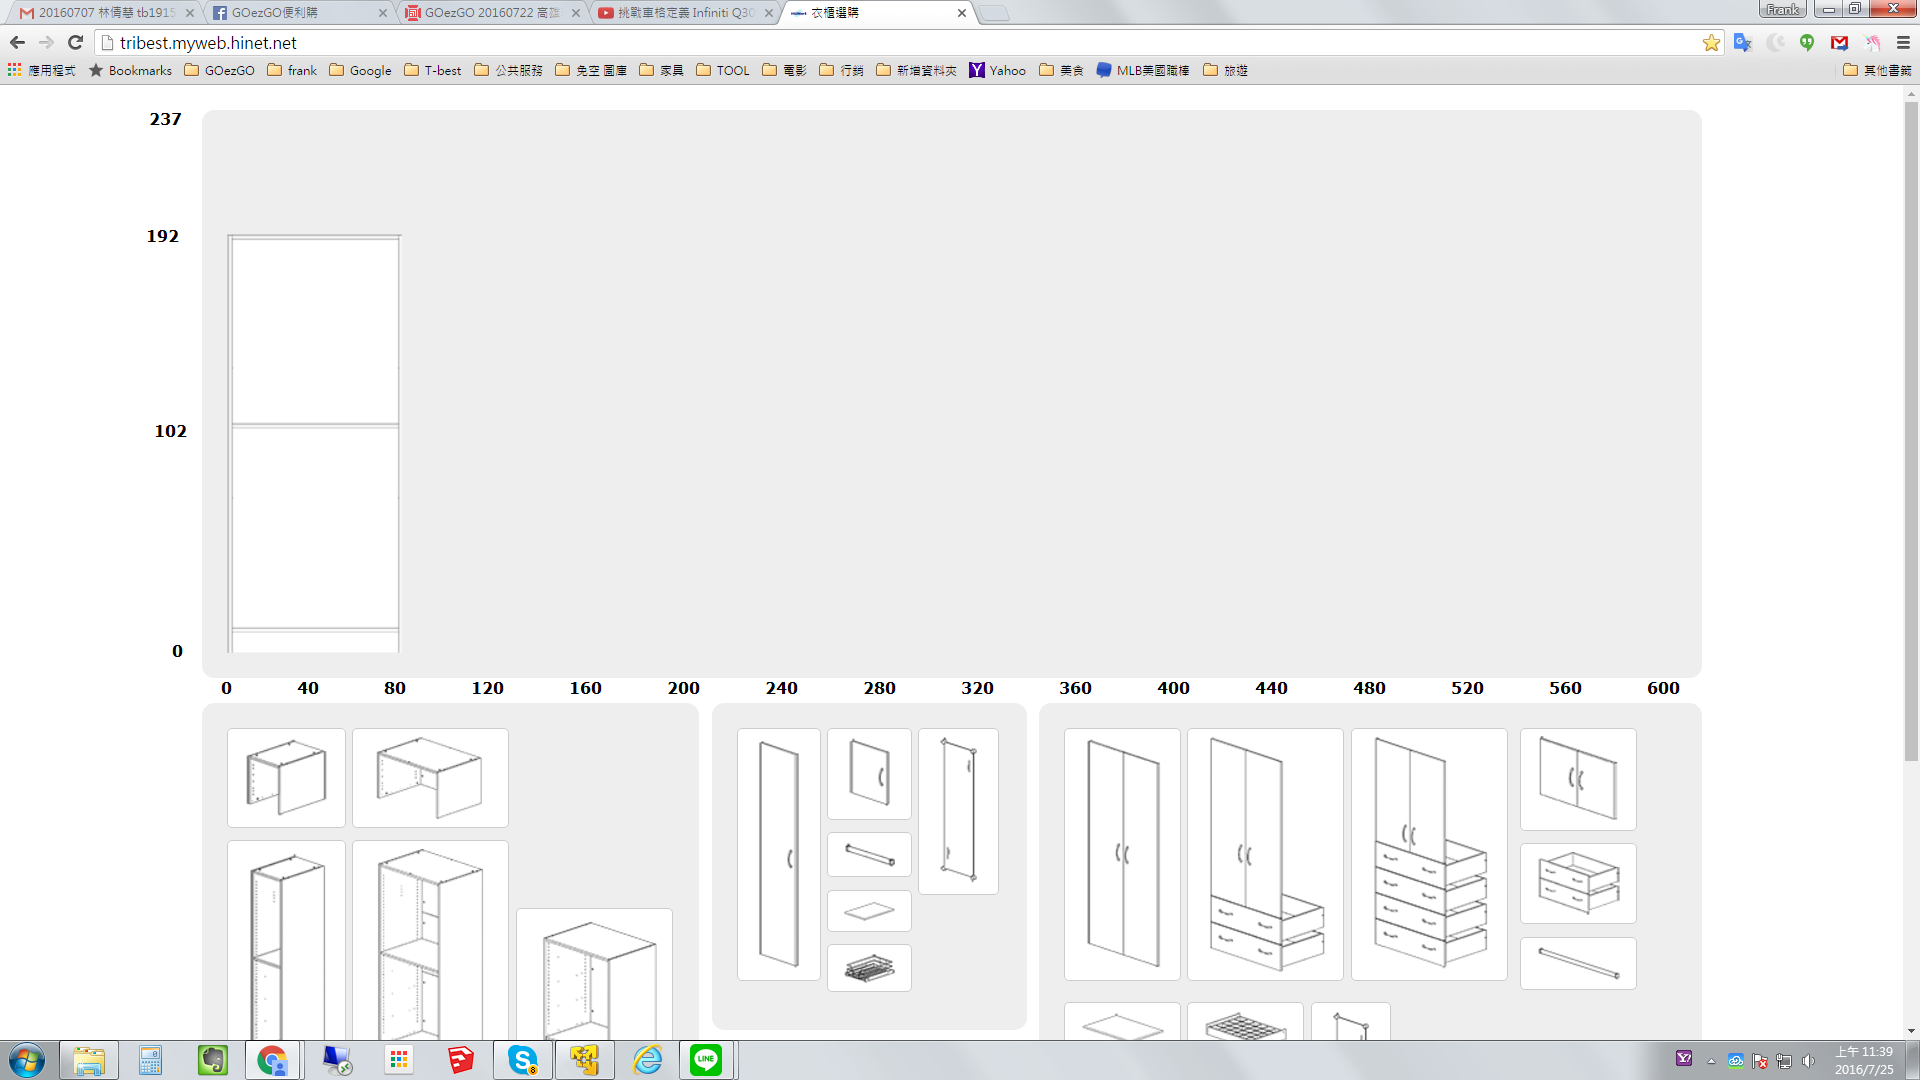 20160707 林倩慧 tb1915
GOezGO便利購
GOezGO 20160722 高雄
挑戰車格定義 Infiniti Q30
衣櫃選購
Frank
tribest.myweb.hinet.net
應用程式
Bookmarks
GOezGO
frank
Google
T-best
公共服務
免空 圖庫
家具
TOOL
電影
行銷
新增資料夾
Yahoo
美食
MLB美國職棒
旅遊
其他書籤
237
192
102
0
0 40 80 120 160 200 240 280 320 360 400 440 480 520 560 600
LINE
上午 11:39
2016/7/25